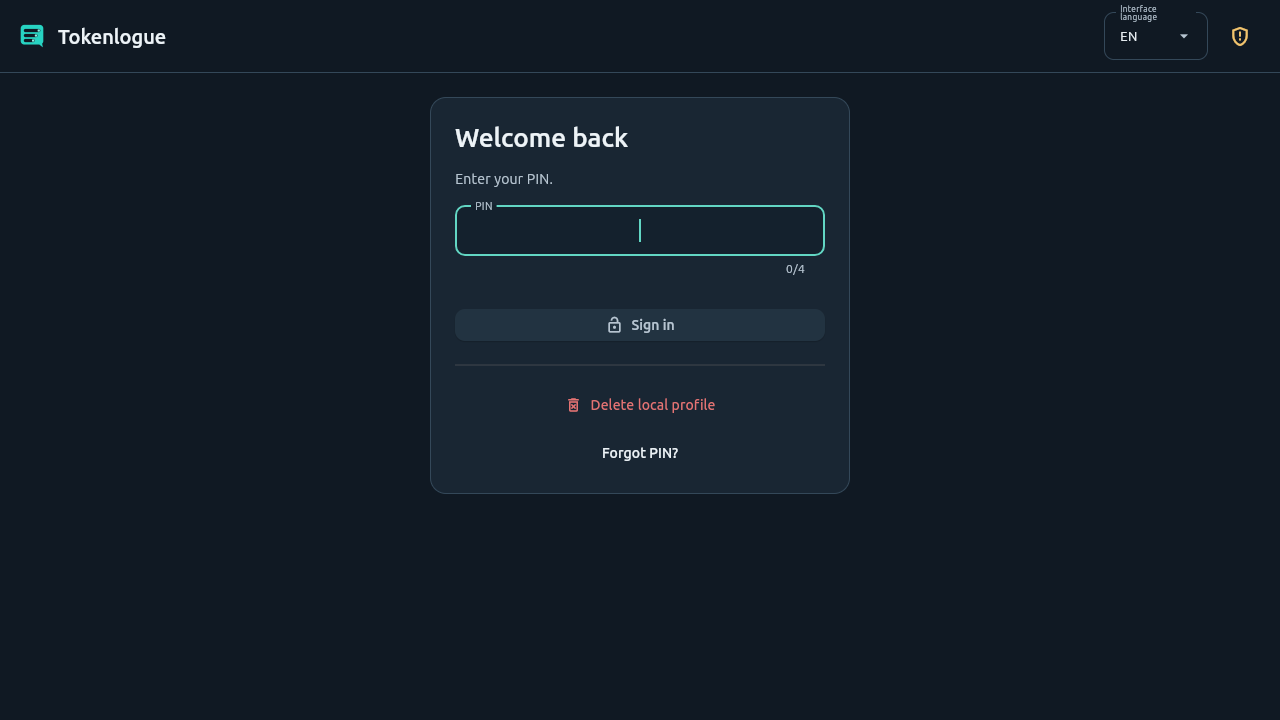 Tokenlogue
Interface
language
EN
Welcome back
Enter your PIN.
PIN
0/4
Sign in
Delete local profile
Forgot PIN?